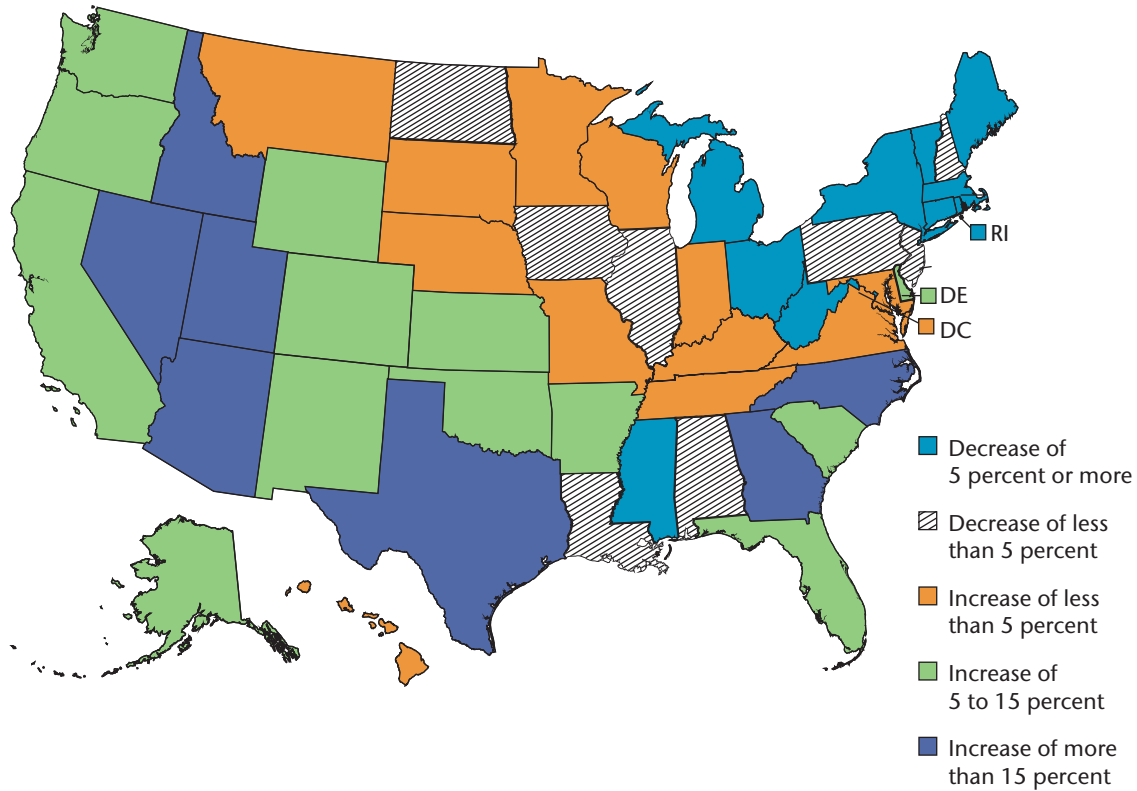 RI
DE
DC
Decrease of
5 percent or more
Decrease of less
than 5 percent
Increase of less
than 5 percent
Increase of
5 to 15 percent
Increase of more
than 15 percent